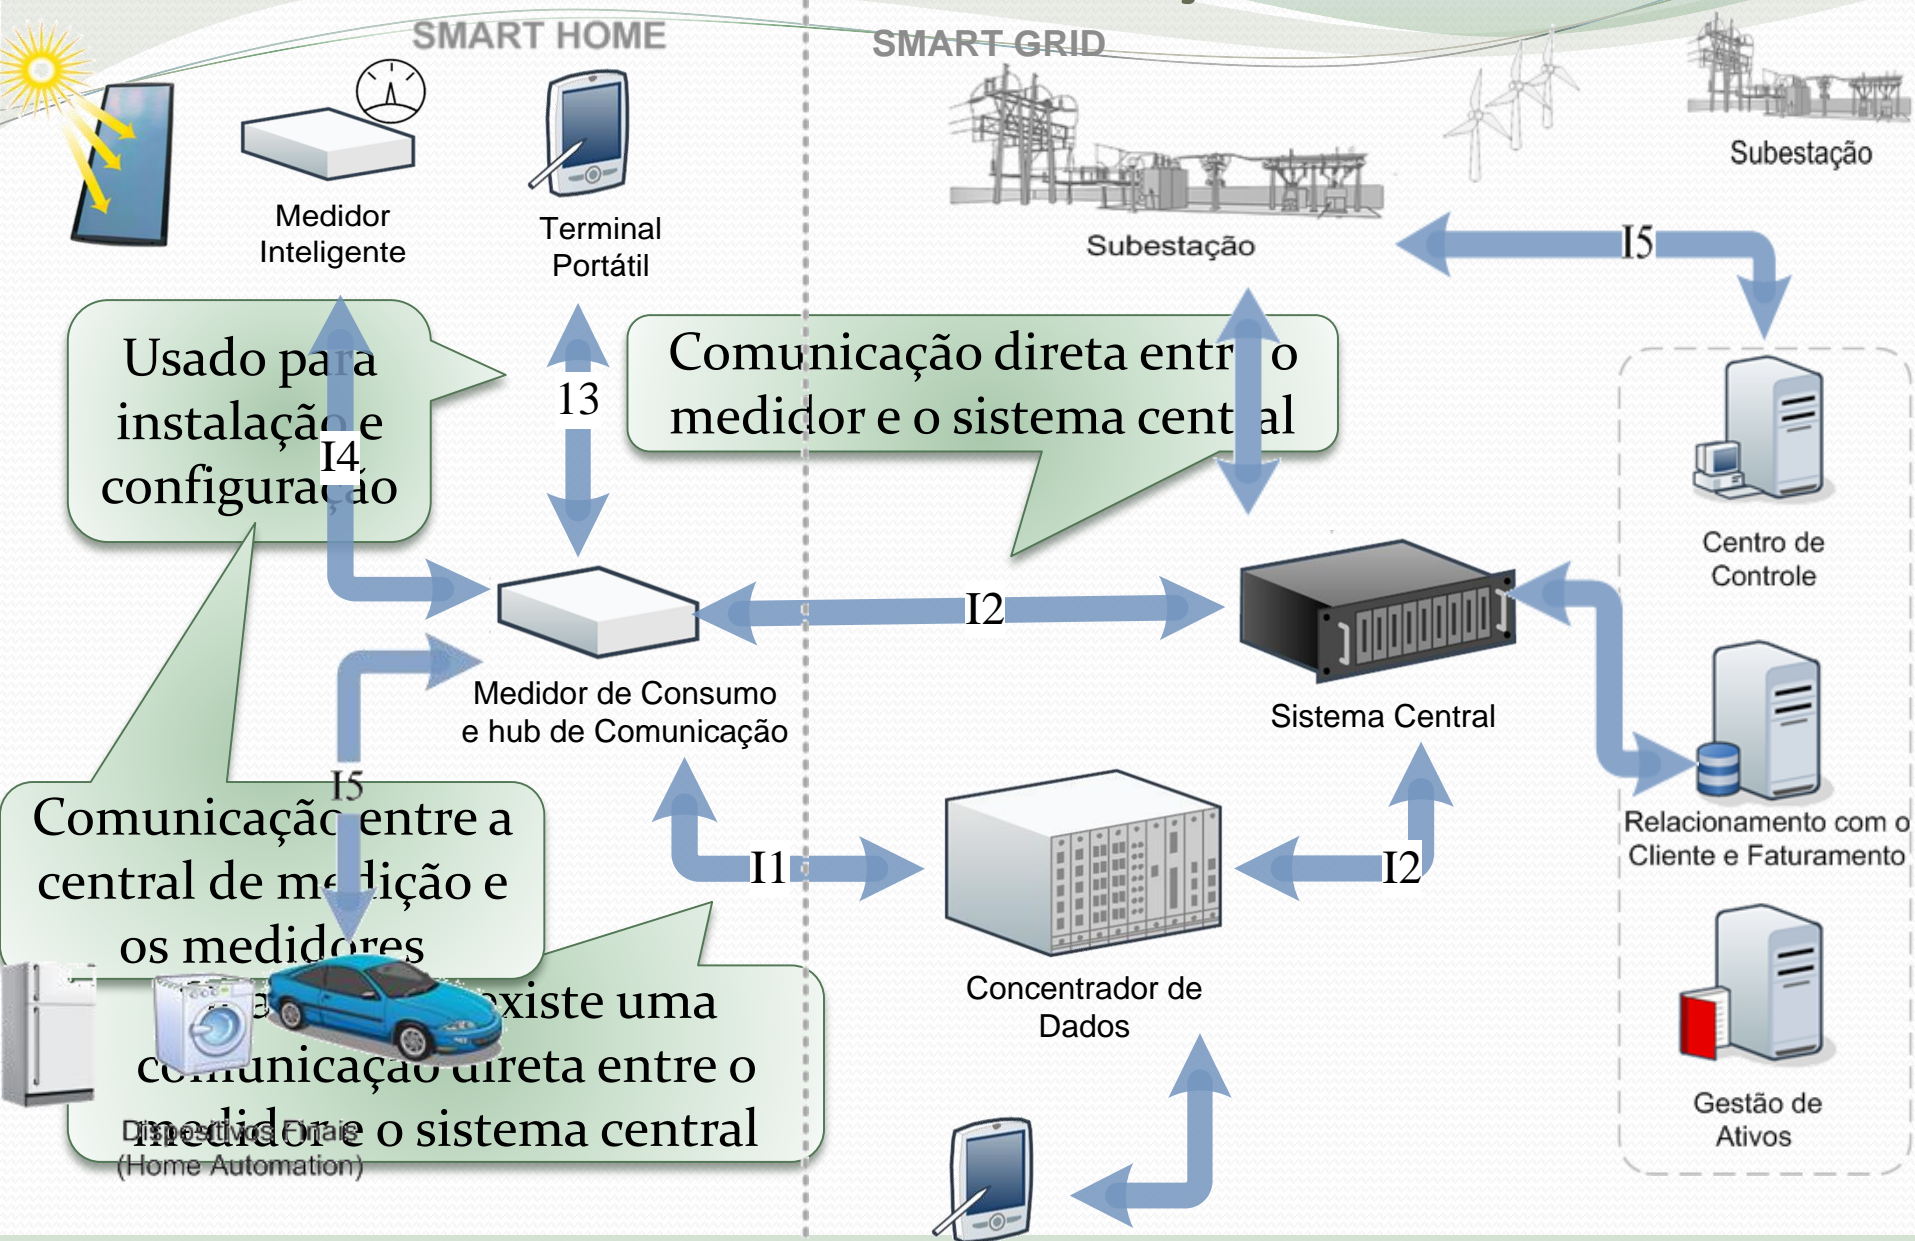 SMART HOME
SMART GRID
Medidor
Inteligente
Terminal
Portátil
Subestação
Subestação
I5
Usado para
instalação e
configuração
I4
13
Comunicação direta entre o
medidor e o sistema central
Centro de
Controle
I2
Medidor de Consumo
e hub de Comunicação
Sistema Central
I5
Comunicação entre a
central de medição e
os medidores
I1
I2
Relacionamento com o
Cliente e Faturamento
existe uma
comunicação direta entre o
medidor e o sistema central
Dispositivos Finais
(Home Automation)
Concentrador de
Dados
Gestão de
Ativos